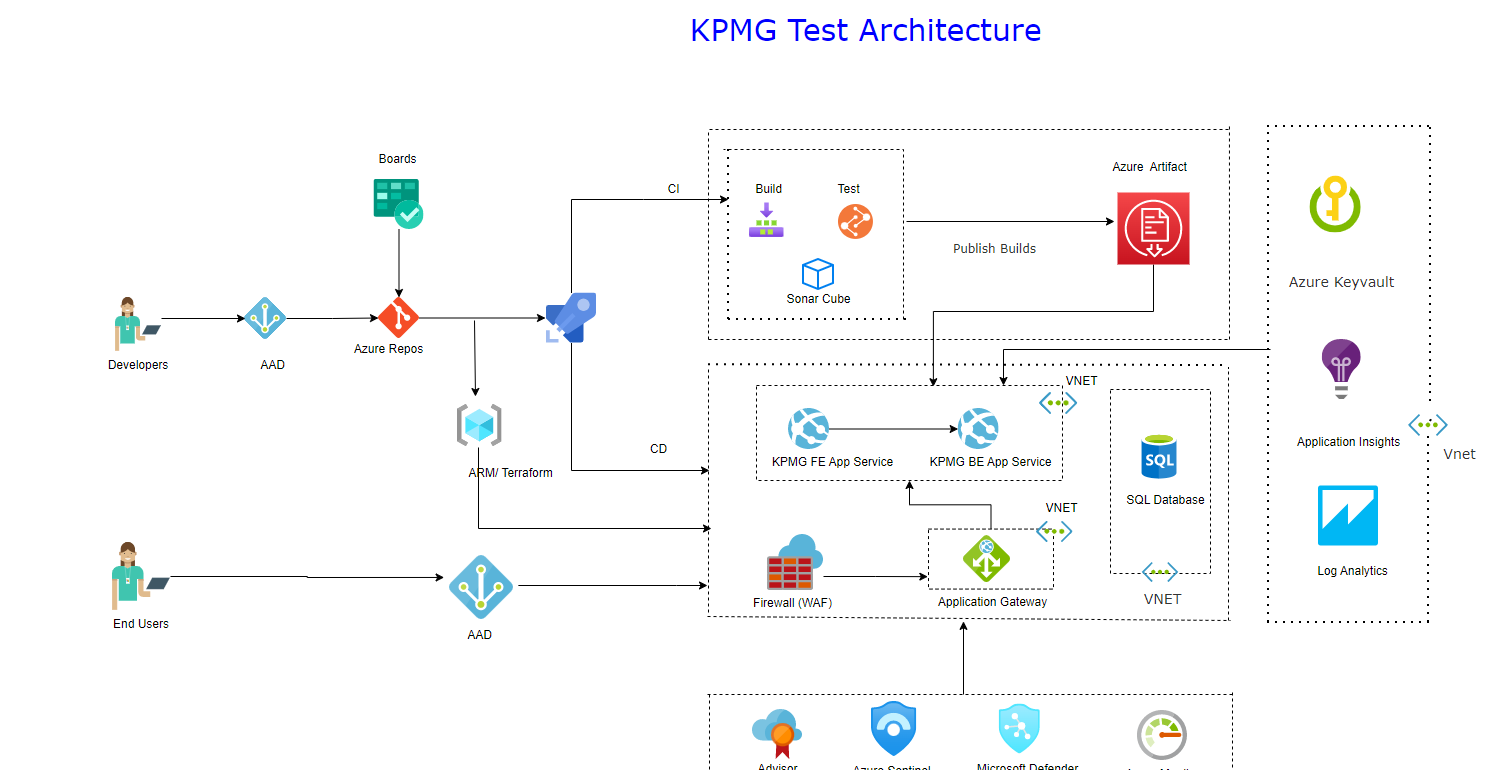 KPMG Test Architecture
Boards
CI
Build
Test
Azure Artifact
Publish Builds
Sonar Cube
Azure Keyvault
Developers
AAD
Azure Repos
VNET
KPMG FE App Service
KPMG BE App Service
SQL
SQL Database
Application Insights
Vnet
CD
ARM/ Terraform
VNET
Log Analytics
Firewall (WAF)
Application Gateway
VNET
End Users
AAD
Advisor
Azure Sentinel
Microsoft Defender